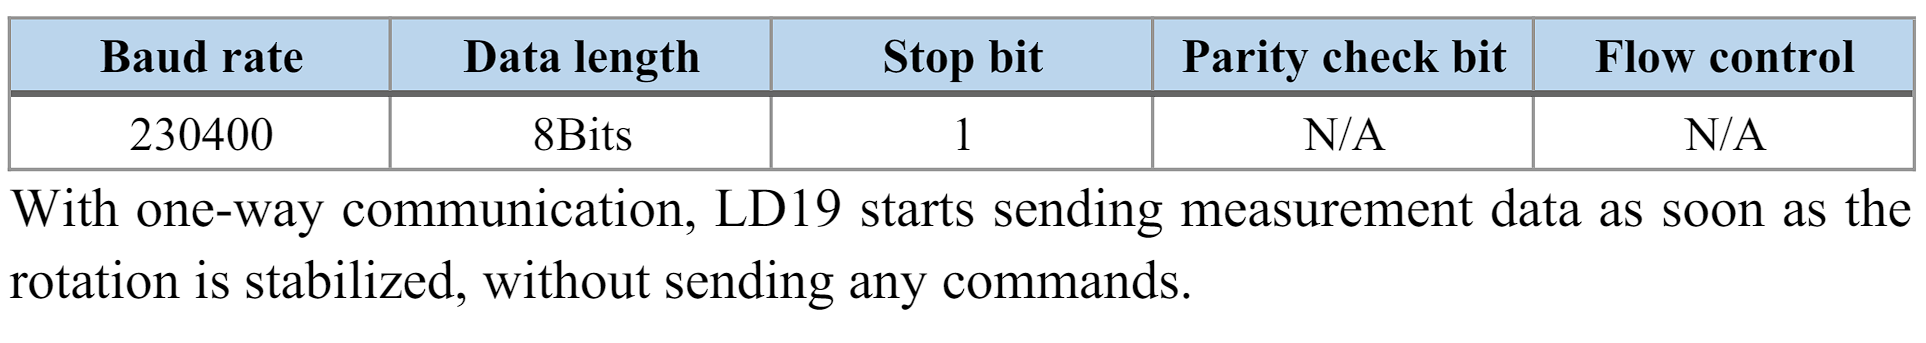 Baud rate Data length Stop bit Parity check bit Flow control
230400 8Bits 1 N/A N/A
With one-way communication, LD19 starts sending measurement data as soon as the
rotation is stabilized, without sending any commands.